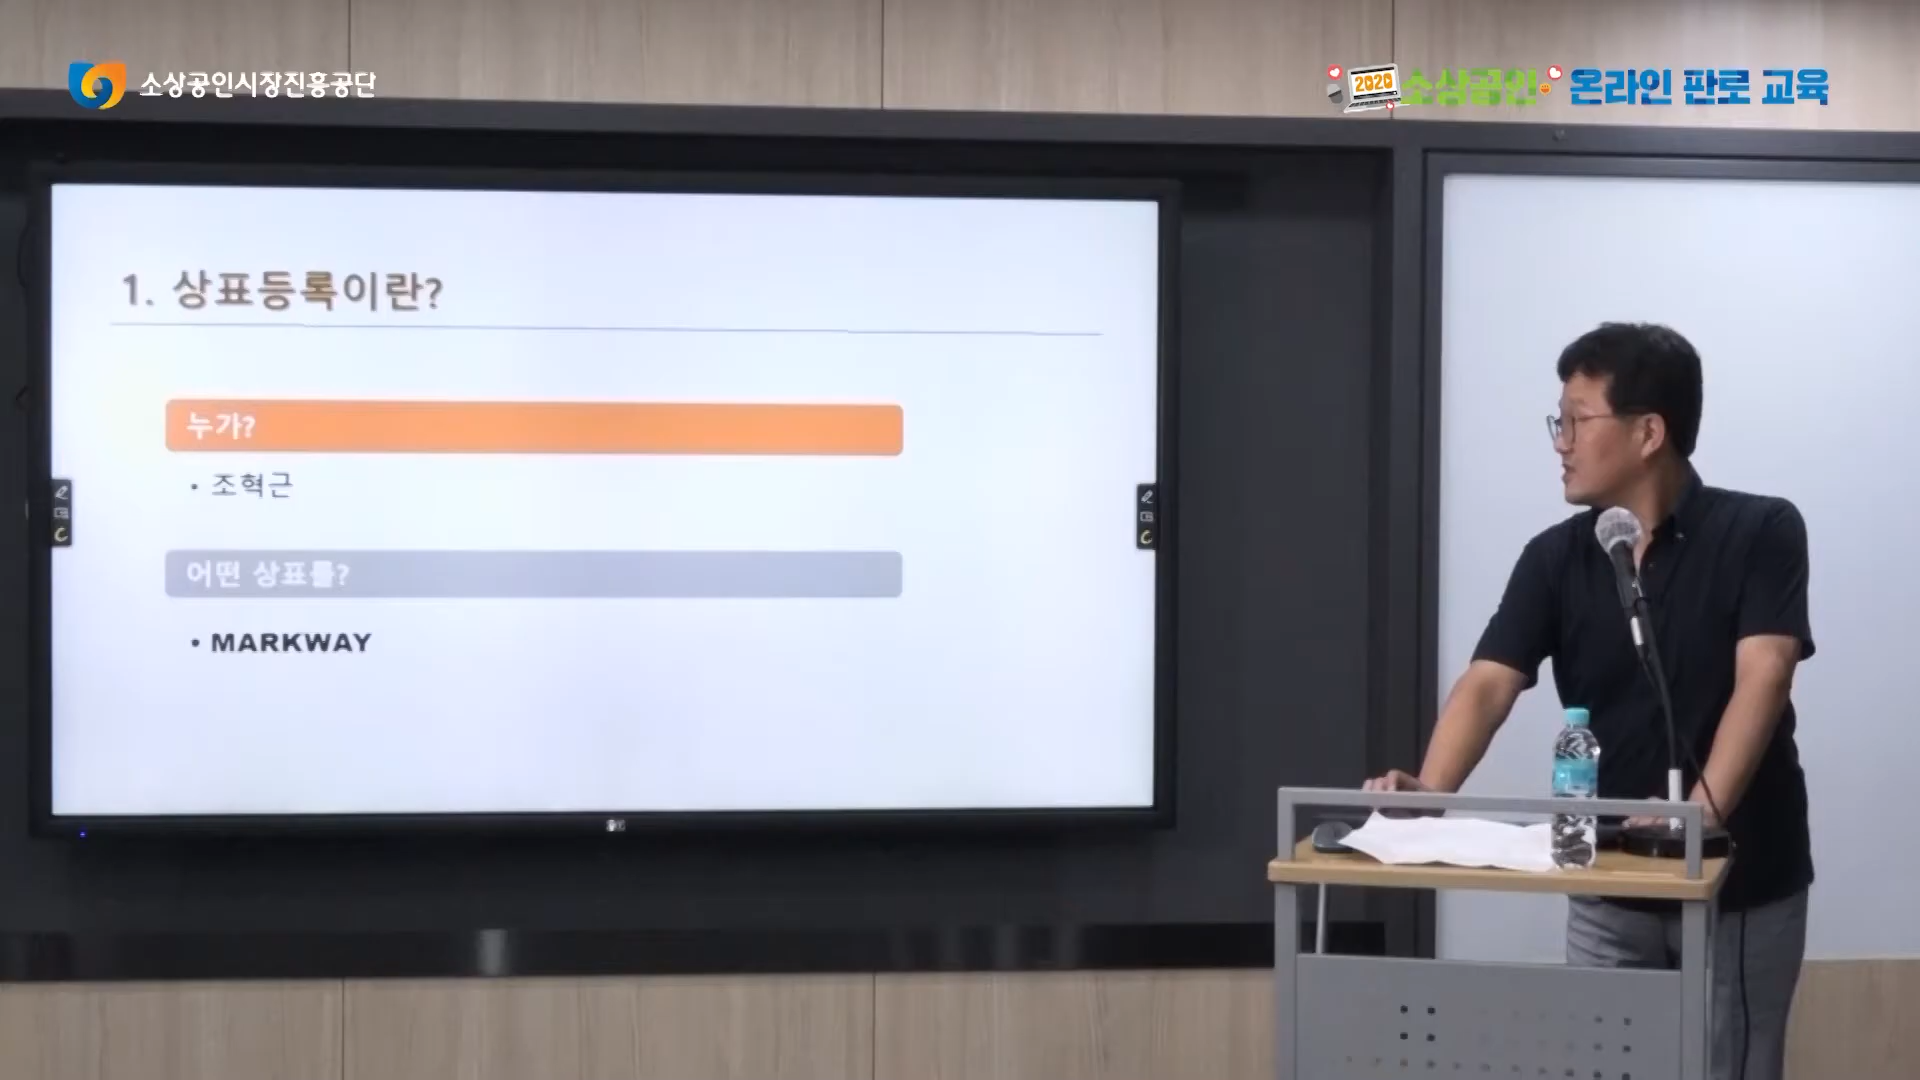 소상공인시장진흥공단
2020 소상공인 온라인 판로 교육
1. 상표등록이란?
누가?
• 조혁근
어떤 상표를?
• MARKWAY